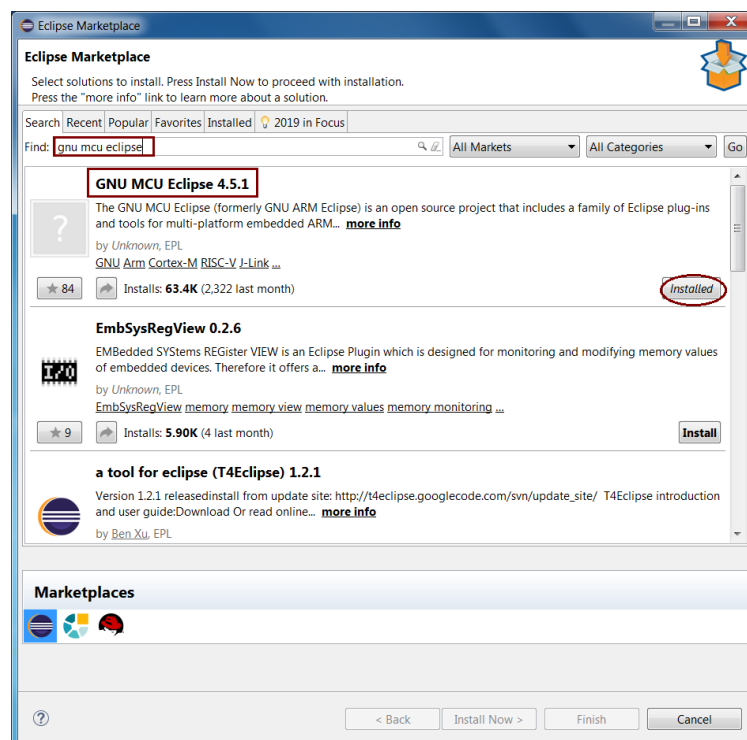 Eclipse Marketplace
Eclipse Marketplace
Select solutions to install. Press Install Now to proceed with installation.
Press the "more info" link to learn more about a solution.
Search Recent Popular Favorites Installed 2019 in Focus
Find: gnu mcu eclipse All Markets All Categories Go
GNU MCU Eclipse 4.5.1
The GNU MCU Eclipse (formerly GNU ARM Eclipse) is an open source project that includes a family of Eclipse plug-ins
and tools for multi-platform embedded ARM... more info
by Unknown, EPL
GNU Arm Cortex-M RISC-V J-Link ...
84 Installs: 63.4K (2,322 last month) Installed
EmbSysRegView 0.2.6
EMBedded SYStems REGister VIEW is an Eclipse Plugin which is designed for monitoring and modifying memory values
of embedded devices. Therefore it offers a... more info
I/O
by Unknown, EPL
EmbSysRegView memory memory view memory values memory monitoring ...
9 Installs: 5.90K (4 last month) Install
a tool for eclipse (T4Eclipse) 1.2.1
Version 1.2.1 releasedinstall from update site: http://t4eclipse.googlecode.com/svn/update_site/ T4Eclipse introduction
and user guide:Download Or read online... more info
by Ben Xu, EPL
Marketplaces
< Back Install Now > Finish Cancel